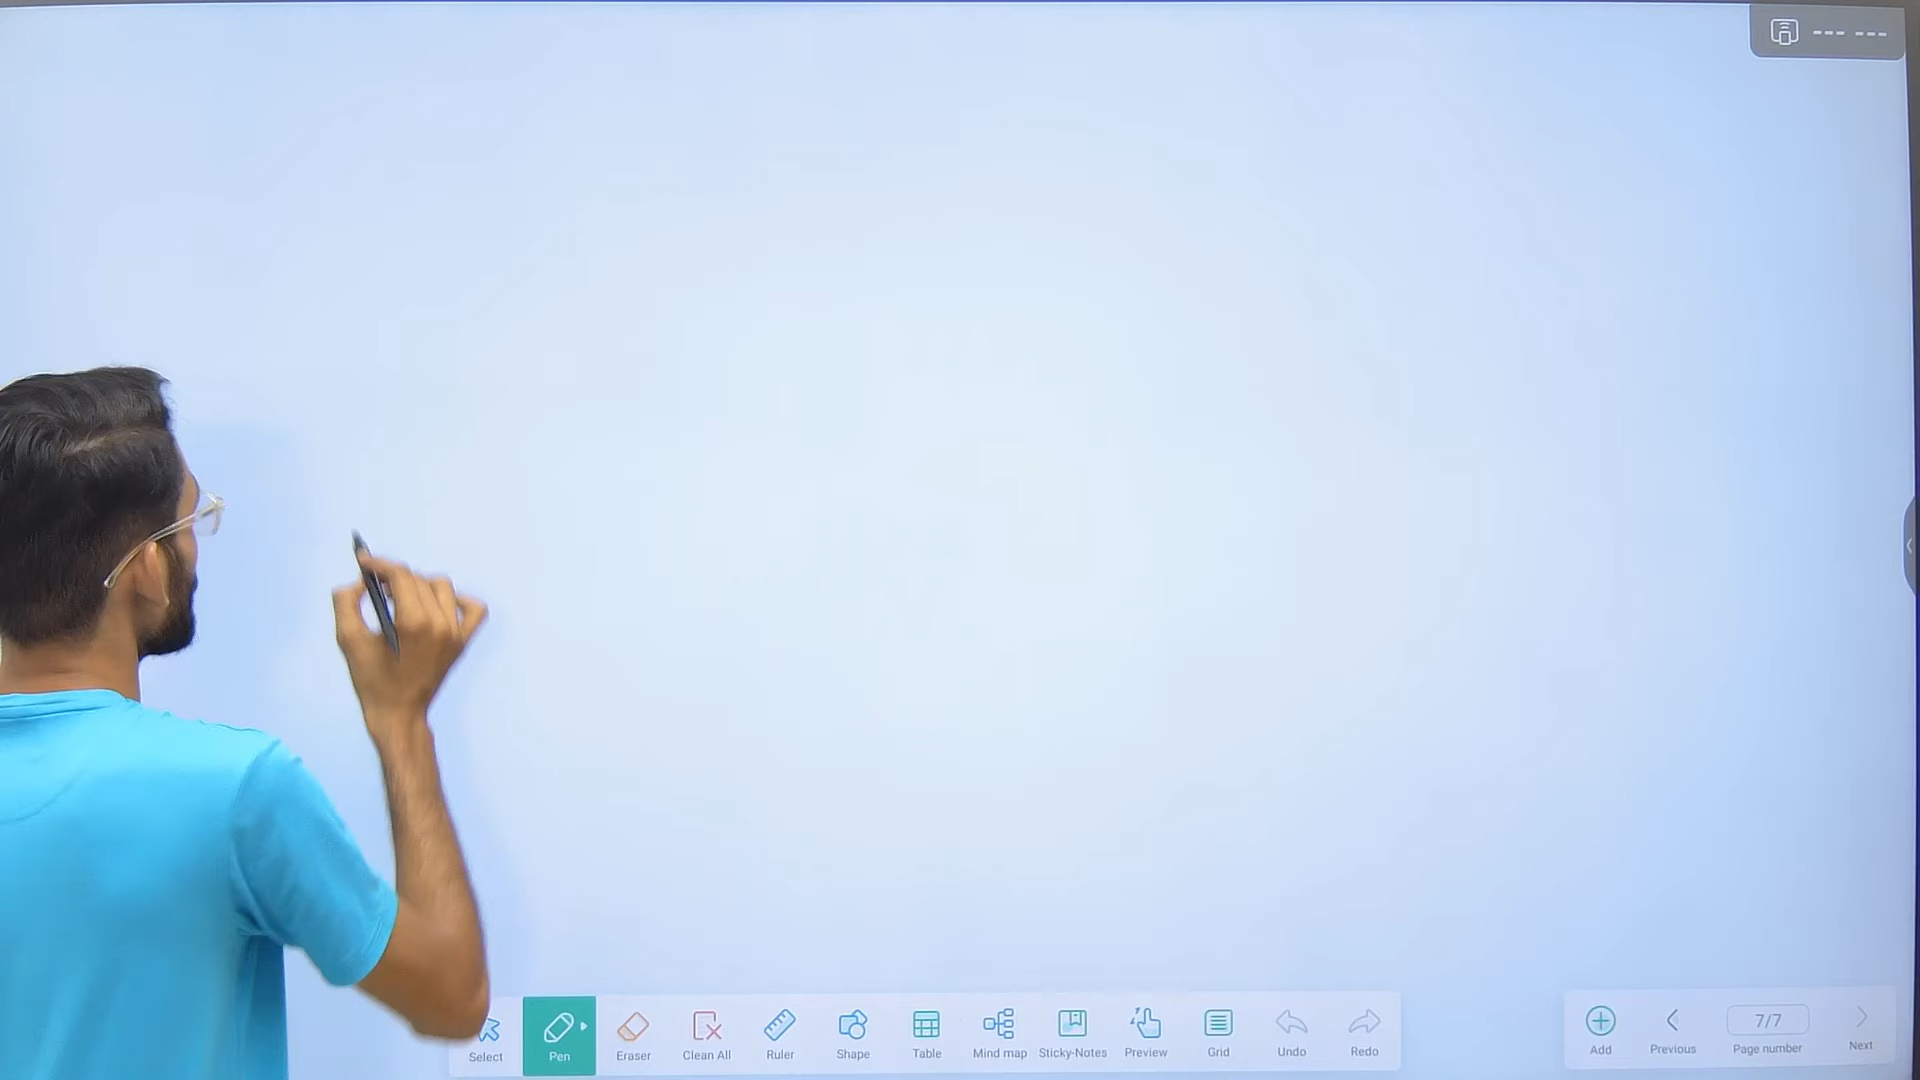 --- ---
Select Pen Eraser Clean All Ruler Shape Table Mind map Sticky-Notes Preview Grid Undo Redo
Add Previous 7/7 Page number Next